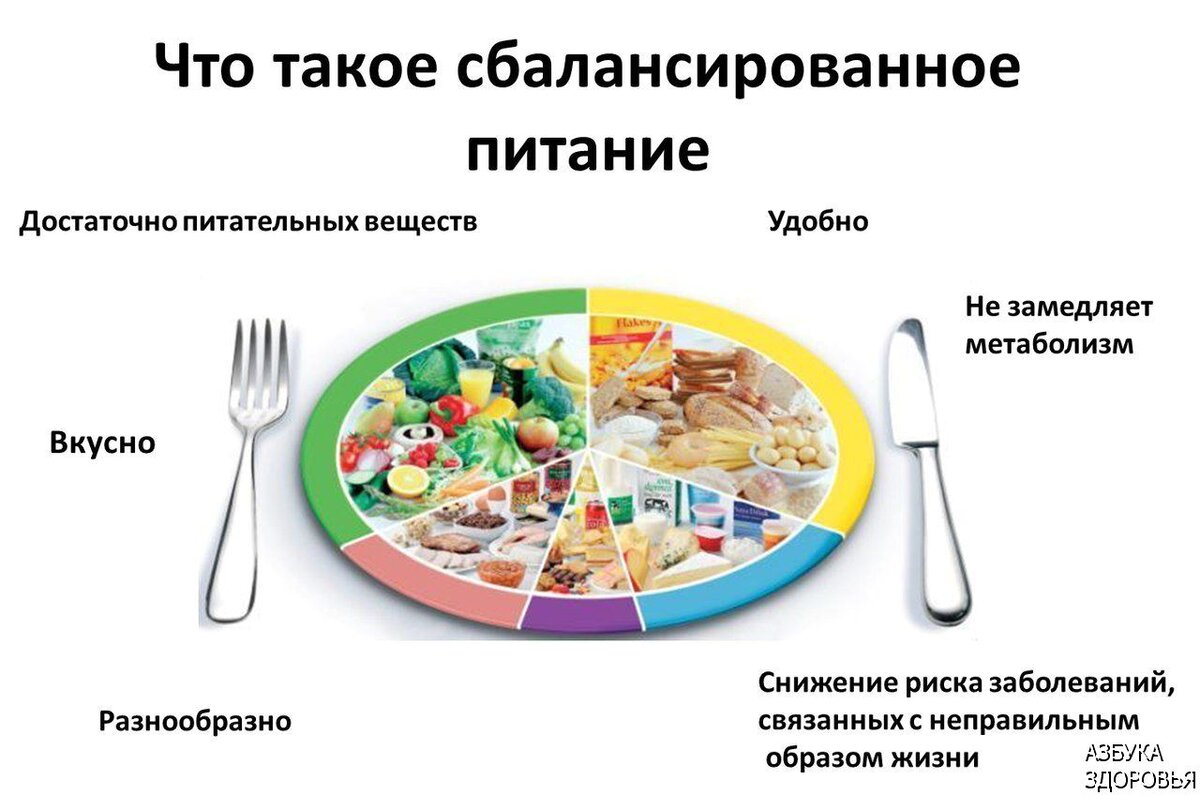 Что такое сбалансированное
питание
Достаточно питательных веществ
Удобно
Не замедляет
метаболизм
Вкусно
Flakes
Разнообразно
Снижение риска заболеваний,
связанных с неправильным
образом жизни
АЗБУКА
ЗДОРОВЬЯ